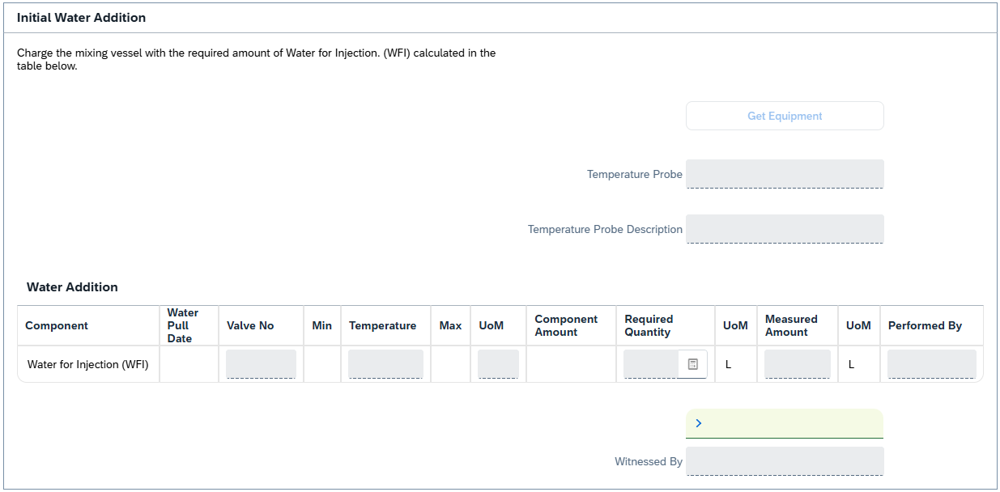 Initial Water Addition
Charge the mixing vessel with the required amount of Water for Injection. (WFI) calculated in the
table below.
Get Equipment
Temperature Probe
Temperature Probe Description
Water Addition
Component
Water
Pull
Date
Valve No
Min
Temperature
Max
UoM
Component
Amount
Required
Quantity
UoM
Measured
Amount
UoM
Performed By
Water for Injection (WFI)
L
L
Witnessed By